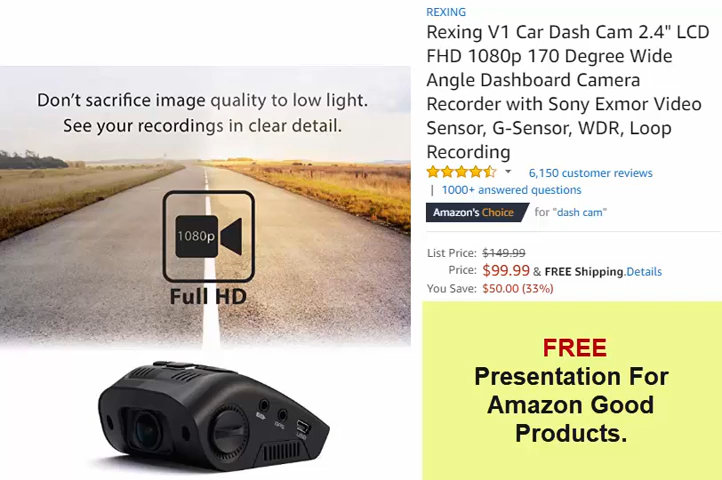 Don't sacrifice image quality to low light.
See your recordings in clear detail.
1080p
Full HD
REXING
Rexing V1 Car Dash Cam 2.4" LCD
FHD 1080p 170 Degree Wide
Angle Dashboard Camera
Recorder with Sony Exmor Video
Sensor, G-Sensor, WDR, Loop
Recording
6,150 customer reviews
| 1000+ answered questions
Amazon's Choice for "dash cam"
List Price: $149.99
Price: $99.99 & FREE Shipping.Details
You Save: $50.00 (33%)
FREE
Presentation For
Amazon Good
Products.